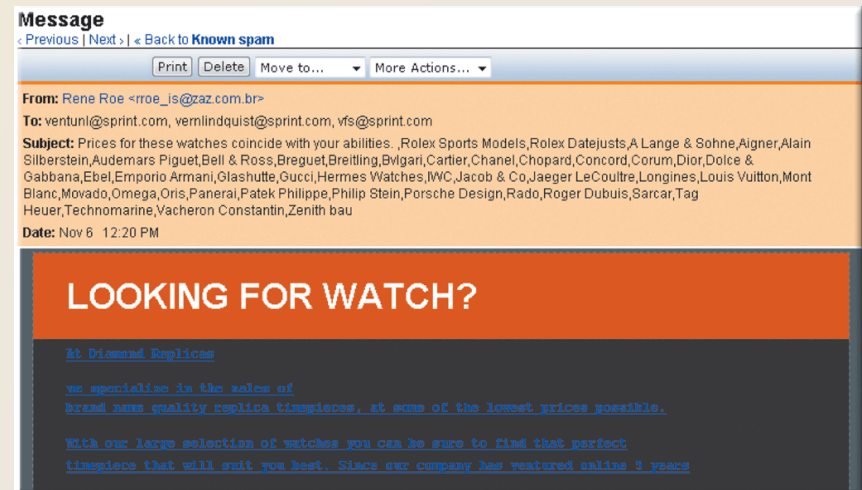 Message
‹ Previous | Next › | « Back to Known spam
Print Delete Move to... More Actions...
From: Rene Roe <rroe_is@zaz.com.br>
To: ventunl@sprint.com, vernlindquist@sprint.com, vfs@sprint.com
Subject: Prices for these watches coincide with your abilities. ,Rolex Sports Models,Rolex Datejusts,A Lange & Sohne,Aigner,Alain
Silberstein,Audemars Piguet,Bell & Ross,Breguet,Breitling,Bvlgari,Cartier,Chanel,Chopard,Concord,Corum,Dior,Dolce &
Gabbana,Ebel,Emporio Armani,Glashutte,Gucci,Hermes Watches,IWC,Jacob & Co,Jaeger LeCoultre,Longines,Louis Vuitton,Mont
Blanc,Movado,Omega,Oris,Panerai,Patek Philippe,Philip Stein,Porsche Design,Rado,Roger Dubuis,Sarcar,Tag
Heuer,Technomarine,Vacheron Constantin,Zenith bau
Date: Nov 6 12:20 PM
LOOKING FOR WATCH?
At Diamond Replicas
we specialize in the sales of
brand name quality replica timepieces, at some of the lowest prices possible.
With our large selection of watches you can be sure to find that perfect
timepiece that will suit you best. Since our company has ventured online 3 years